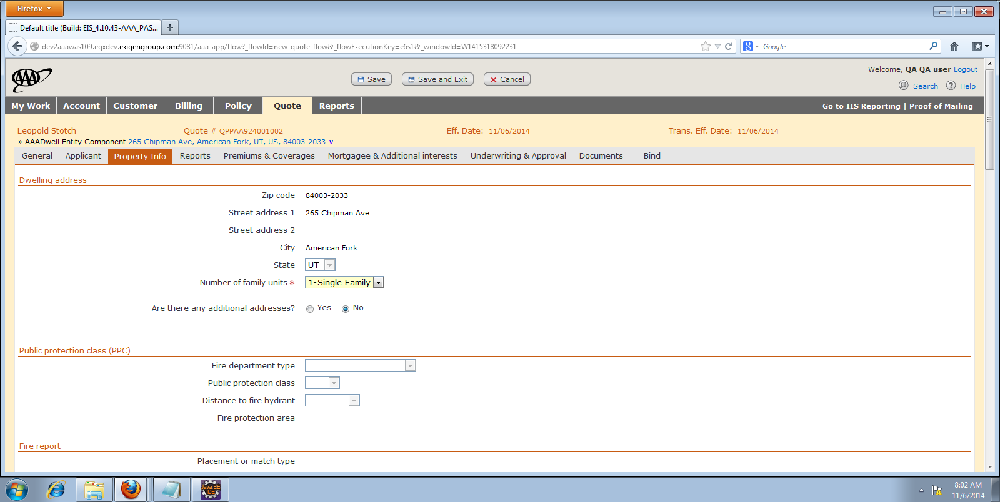 Firefox
Default title (Build: EIS_4.10.43-AAA_PAS...
dev2aaawas109.eqxdev.exigengroup.com:9081/aaa-app/flow?_flowId=new-quote-flow&_flowExecutionKey=e6s1&_windowId=W1415318092231
8 Google
AAA
Save Save and Exit Cancel
Welcome, QA QA user Logout
Search Help
My Work Account Customer Billing Policy Quote Reports Go to IIS Reporting | Proof of Mailing
Leopold Stotch Quote # QPPAA924001002 Eff. Date: 11/06/2014 Trans. Eff. Date: 11/06/2014
» AAADwell Entity Component 265 Chipman Ave, American Fork, UT, US, 84003-2033 v
General Applicant Property Info Reports Premiums & Coverages Mortgagee & Additional interests Underwriting & Approval Documents Bind
Dwelling address
Zip code 84003-2033
Street address 1 265 Chipman Ave
Street address 2
City American Fork
State UT
Number of family units * 1-Single Family
Are there any additional addresses? Yes No
Public protection class (PPC)
Fire department type
Public protection class
Distance to fire hydrant
Fire protection area
Fire report
Placement or match type
Java EE
IDE
8:02 AM
11/6/2014